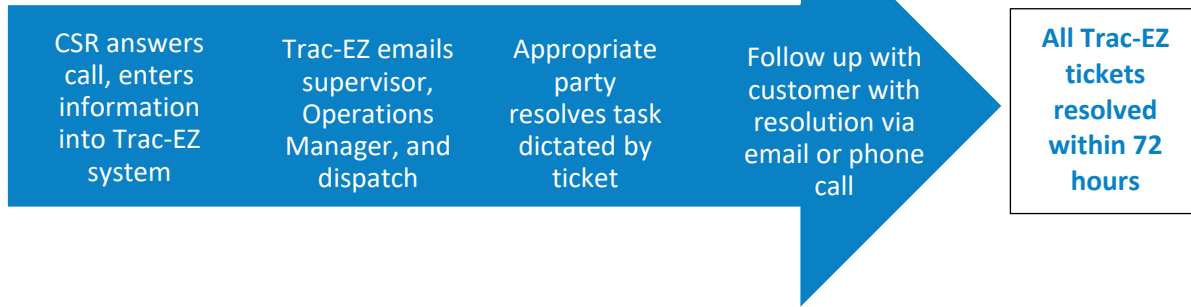 CSR answers
call, enters
information
into Trac-EZ
system
Trac-EZ emails
supervisor,
Operations
Manager, and
dispatch
Appropriate
party
resolves task
dictated by
ticket
Follow up with
customer with
resolution via
email or phone
call
All Trac-EZ
tickets
resolved
within 72
hours